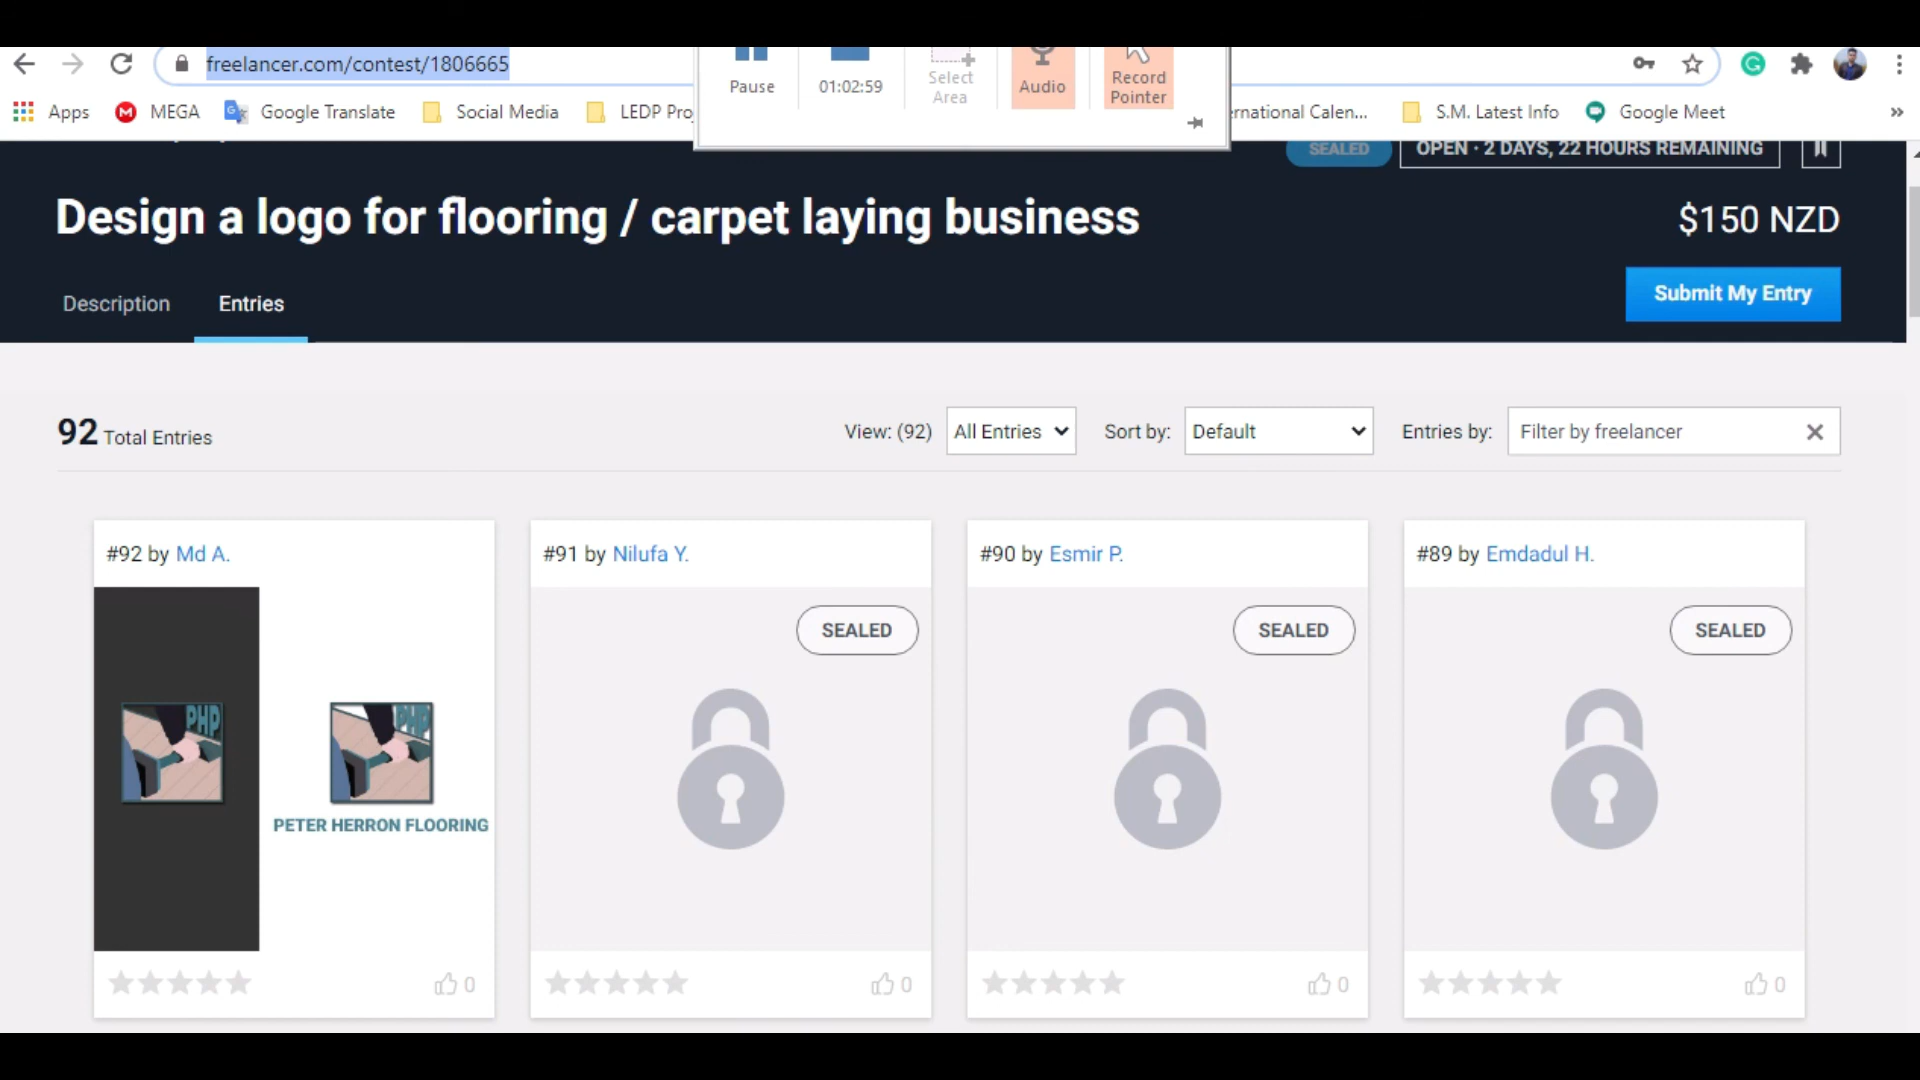 freelancer.com/contest/1806665
Pause
01:02:59
Select
Area
Audio
Record
Pointer
Apps
MEGA
Google Translate
Social Media
LEDP Pro
rnational Calen...
S.M. Latest Info
Google Meet
»
SEALED
OPEN · 2 DAYS, 22 HOURS REMAINING
Design a logo for flooring / carpet laying business
$150 NZD
Description
Entries
Submit My Entry
92 Total Entries
View: (92)
All Entries
Sort by:
Default
Entries by:
Filter by freelancer
#92 by Md A.
#91 by Nilufa Y.
#90 by Esmir P.
#89 by Emdadul H.
SEALED
SEALED
SEALED
PHP
PHP
PETER HERRON FLOORING
0
0
0
0